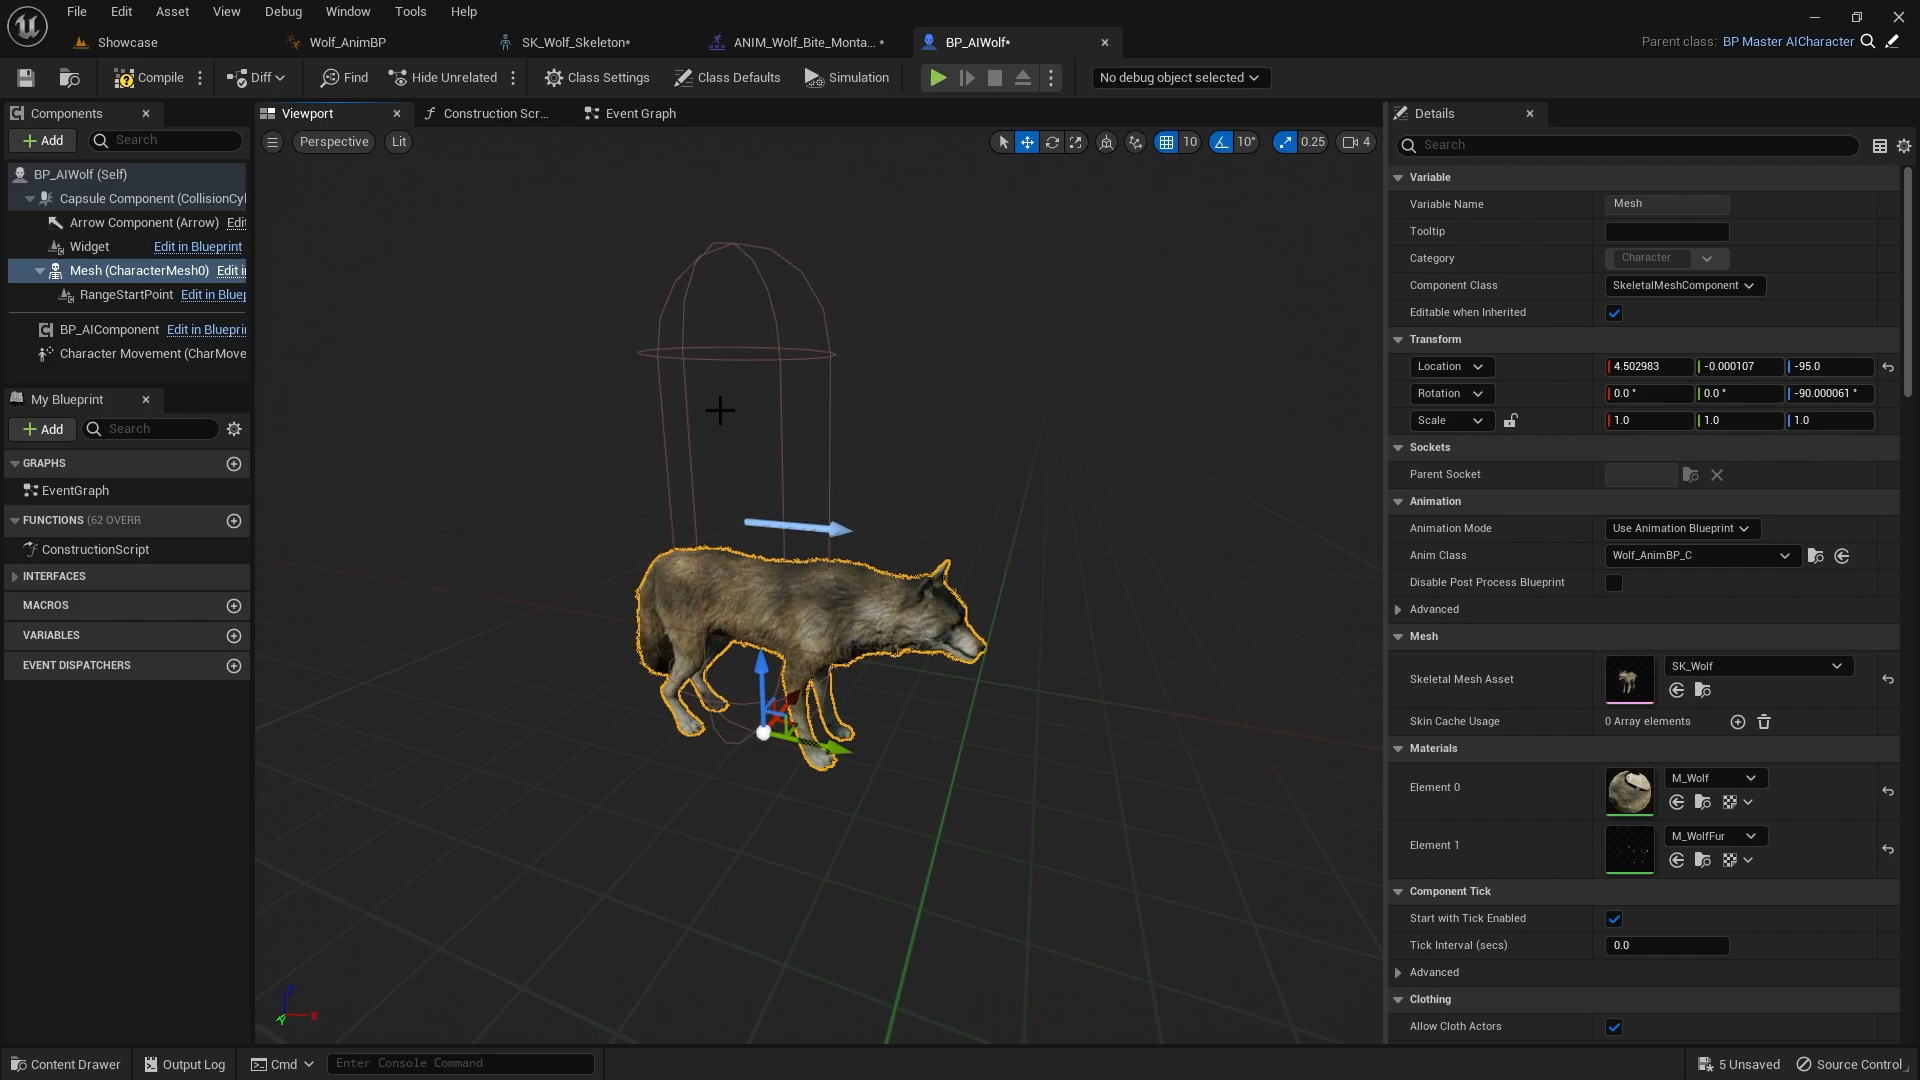 File Edit Asset View Debug Window Tools Help
Showcase Wolf_AnimBP SK_Wolf_Skeleton* ANIM_Wolf_Bite_Monta... * BP_AIWolf* Parent class: BP Master AICharacter
Compile Diff Find Hide Unrelated Class Settings Class Defaults Simulation No debug object selected
Components
Add Search
BP_AIWolf (Self)
Capsule Component (CollisionCyl
Arrow Component (Arrow) Edit
Widget Edit in Blueprint
Mesh (CharacterMesh0) Edit i
RangeStartPoint Edit in Bluep
BP_AIComponent Edit in Bluepri
Character Movement (CharMove
My Blueprint
Add Search
GRAPHS
EventGraph
FUNCTIONS (62 OVERR
ConstructionScript
INTERFACES
MACROS
VARIABLES
EVENT DISPATCHERS
Viewport Construction Scr... Event Graph
Perspective Lit 10 10° 0.25 4
Z
X
Y
Details
Search
Variable
Variable Name Mesh
Tooltip
Category Character
Component Class SkeletalMeshComponent
Editable when Inherited
Transform
Location 4.502983 -0.000107 -95.0
Rotation 0.0 ° 0.0 ° -90.000061 °
Scale 1.0 1.0 1.0
Sockets
Parent Socket
Animation
Animation Mode Use Animation Blueprint
Anim Class Wolf_AnimBP_C
Disable Post Process Blueprint
Advanced
Mesh
Skeletal Mesh Asset SK_Wolf
Skin Cache Usage 0 Array elements
Materials
Element 0 M_Wolf
Element 1 M_WolfFur
Component Tick
Start with Tick Enabled
Tick Interval (secs) 0.0
Advanced
Clothing
Allow Cloth Actors
Content Drawer Output Log Cmd Enter Console Command 5 Unsaved Source Control